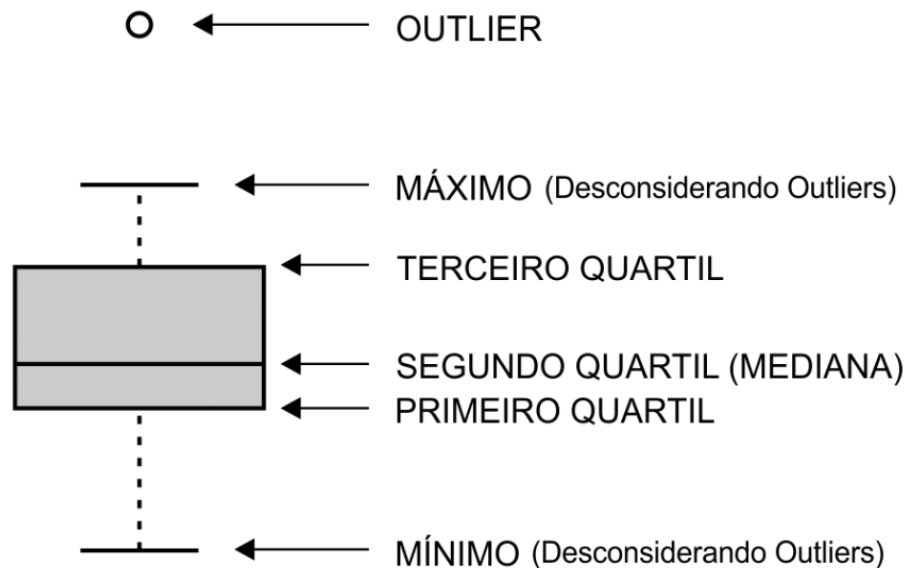 OUTLIER
MÁXIMO (Desconsiderando Outliers)
TERCEIRO QUARTIL
SEGUNDO QUARTIL (MEDIANA)
PRIMEIRO QUARTIL
MÍNIMO (Desconsiderando Outliers)